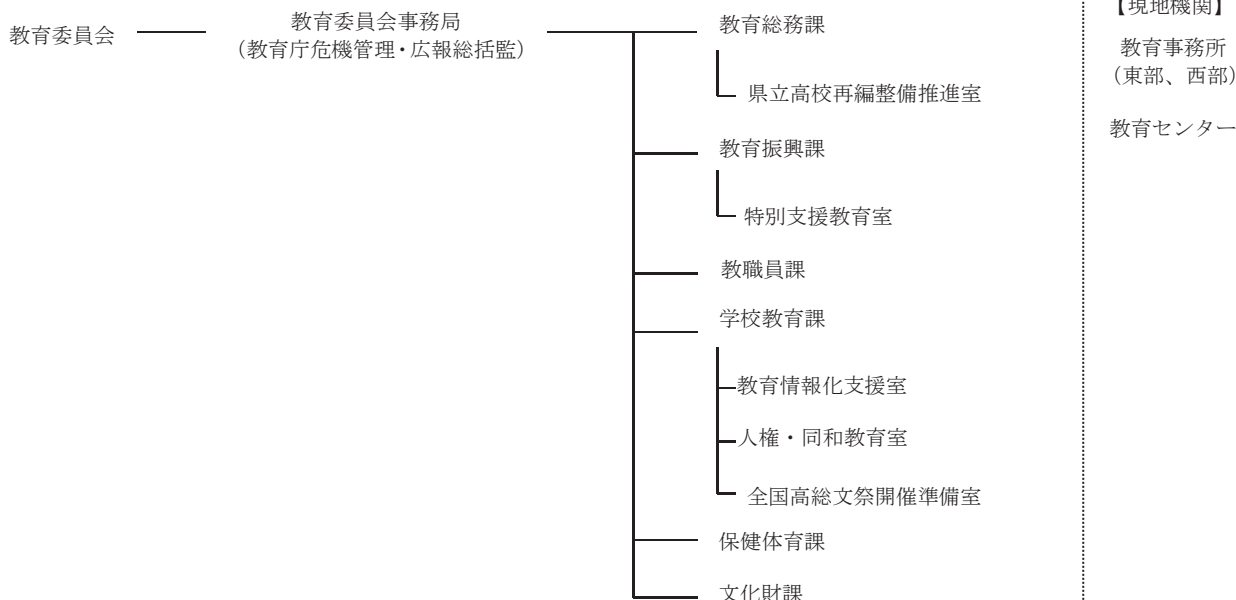 教育委員会
教育委員会事務局
（教育庁危機管理・広報総括監）
教育総務課
県立高校再編整備推進室
教育振興課
特別支援教育室
教職員課
学校教育課
教育情報化支援室
人権・同和教育室
全国高総文祭開催準備室
保健体育課
文化財課
【現地機関】
教育事務所
（東部、西部）
教育センター